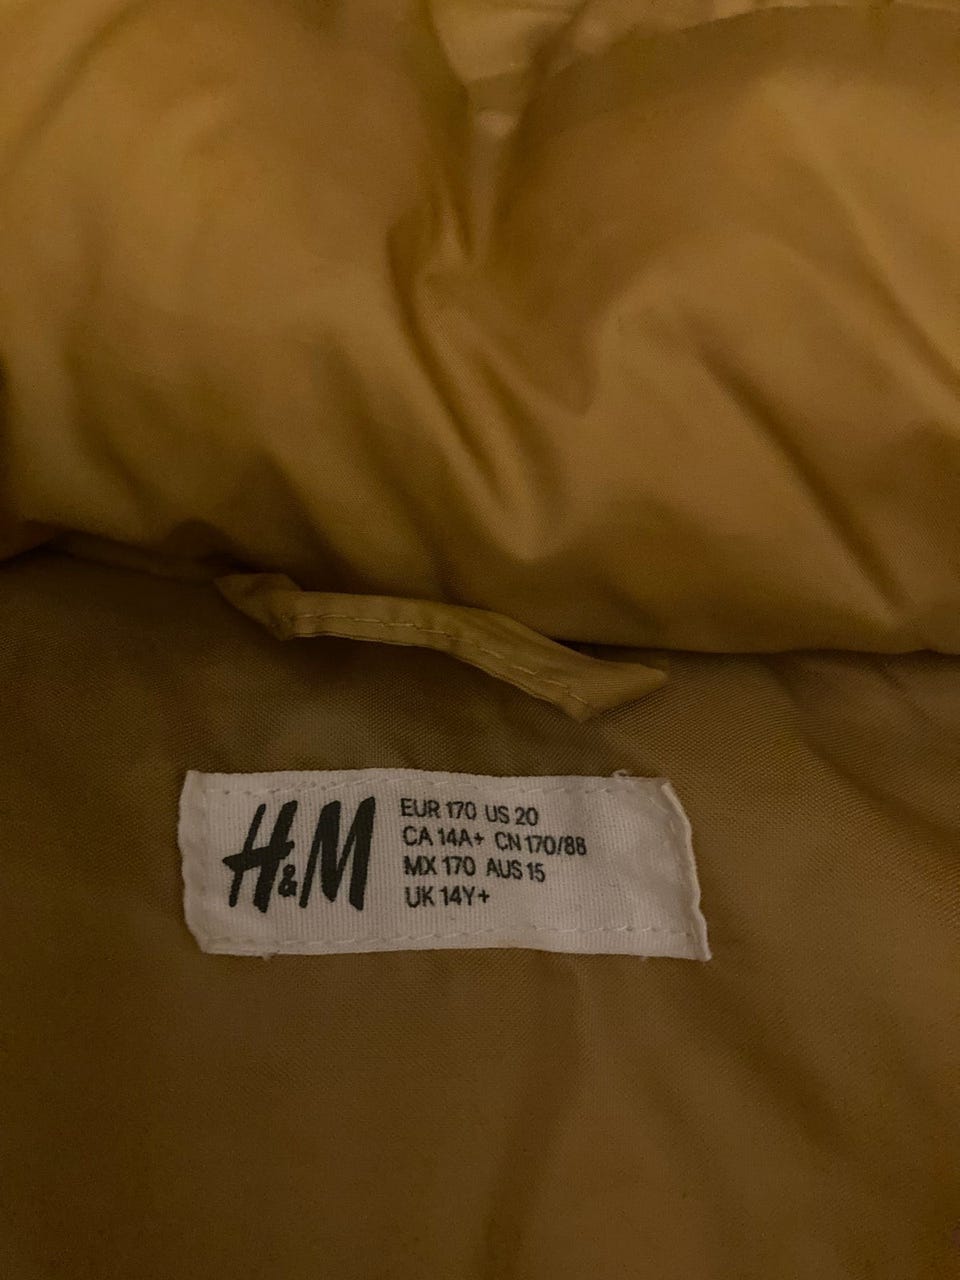 H&M
EUR 170 US 20
CA 14A+ CN 170/88
MX 170 AUS 15
UK 14Y+